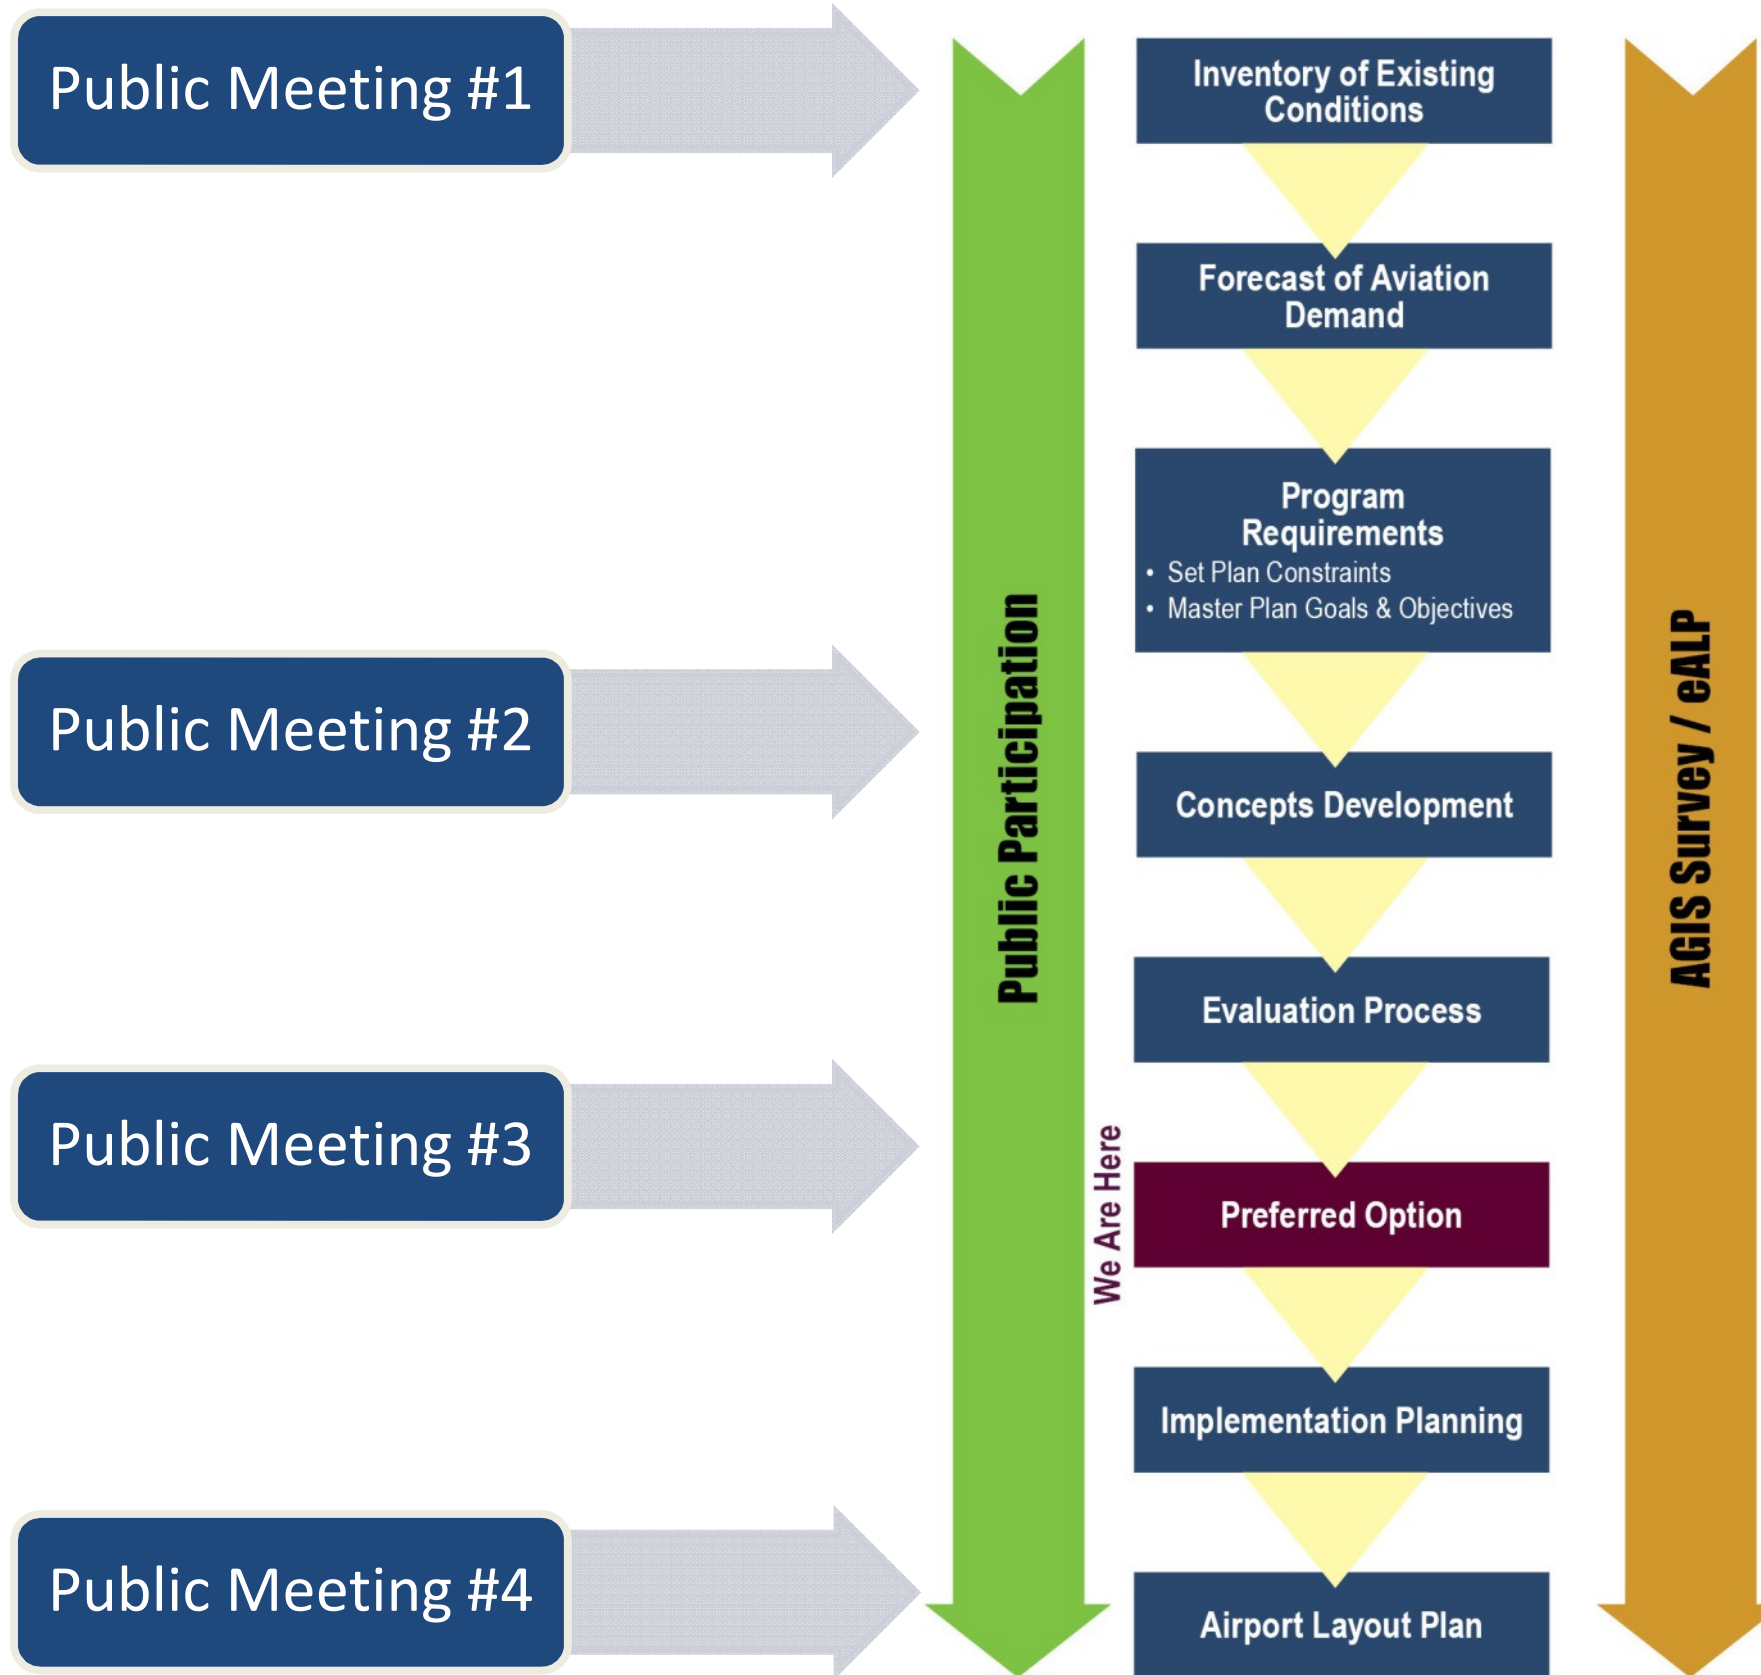 Public Meeting #1
Public Meeting #2
Public Meeting #3
Public Meeting #4
Public Participation
We Are Here
Inventory of Existing
Conditions
Forecast of Aviation
Demand
Program
Requirements
• Set Plan Constraints
• Master Plan Goals & Objectives
Concepts Development
Evaluation Process
Preferred Option
Implementation Planning
Airport Layout Plan
AGIS Survey / eALP